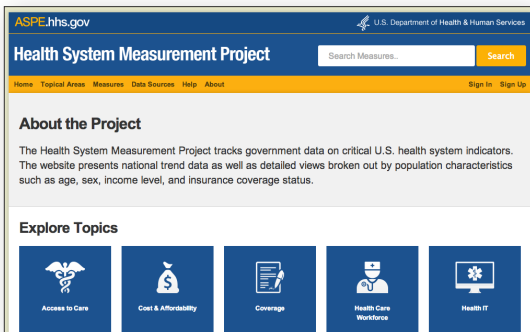 ASPE.hhs.gov
U.S. Department of Health & Human Services
Health System Measurement Project
Search Measures..
Search
Home Topical Areas Measures Data Sources Help About
Sign In Sign Up
About the Project
The Health System Measurement Project tracks government data on critical U.S. health system indicators.
The website presents national trend data as well as detailed views broken out by population characteristics
such as age, sex, income level, and insurance coverage status.
Explore Topics
Access to Care
Cost & Affordability
Coverage
Health Care
Workforce
Health IT